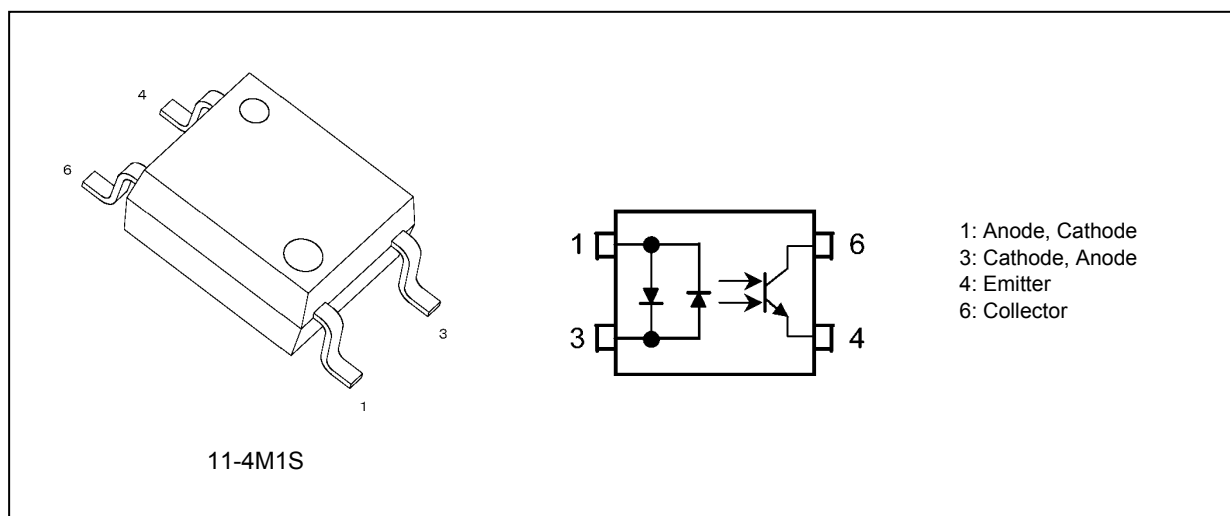 4
6
3
1
11-4M1S
1
6
3
4
1: Anode, Cathode
3: Cathode, Anode
4: Emitter
6: Collector